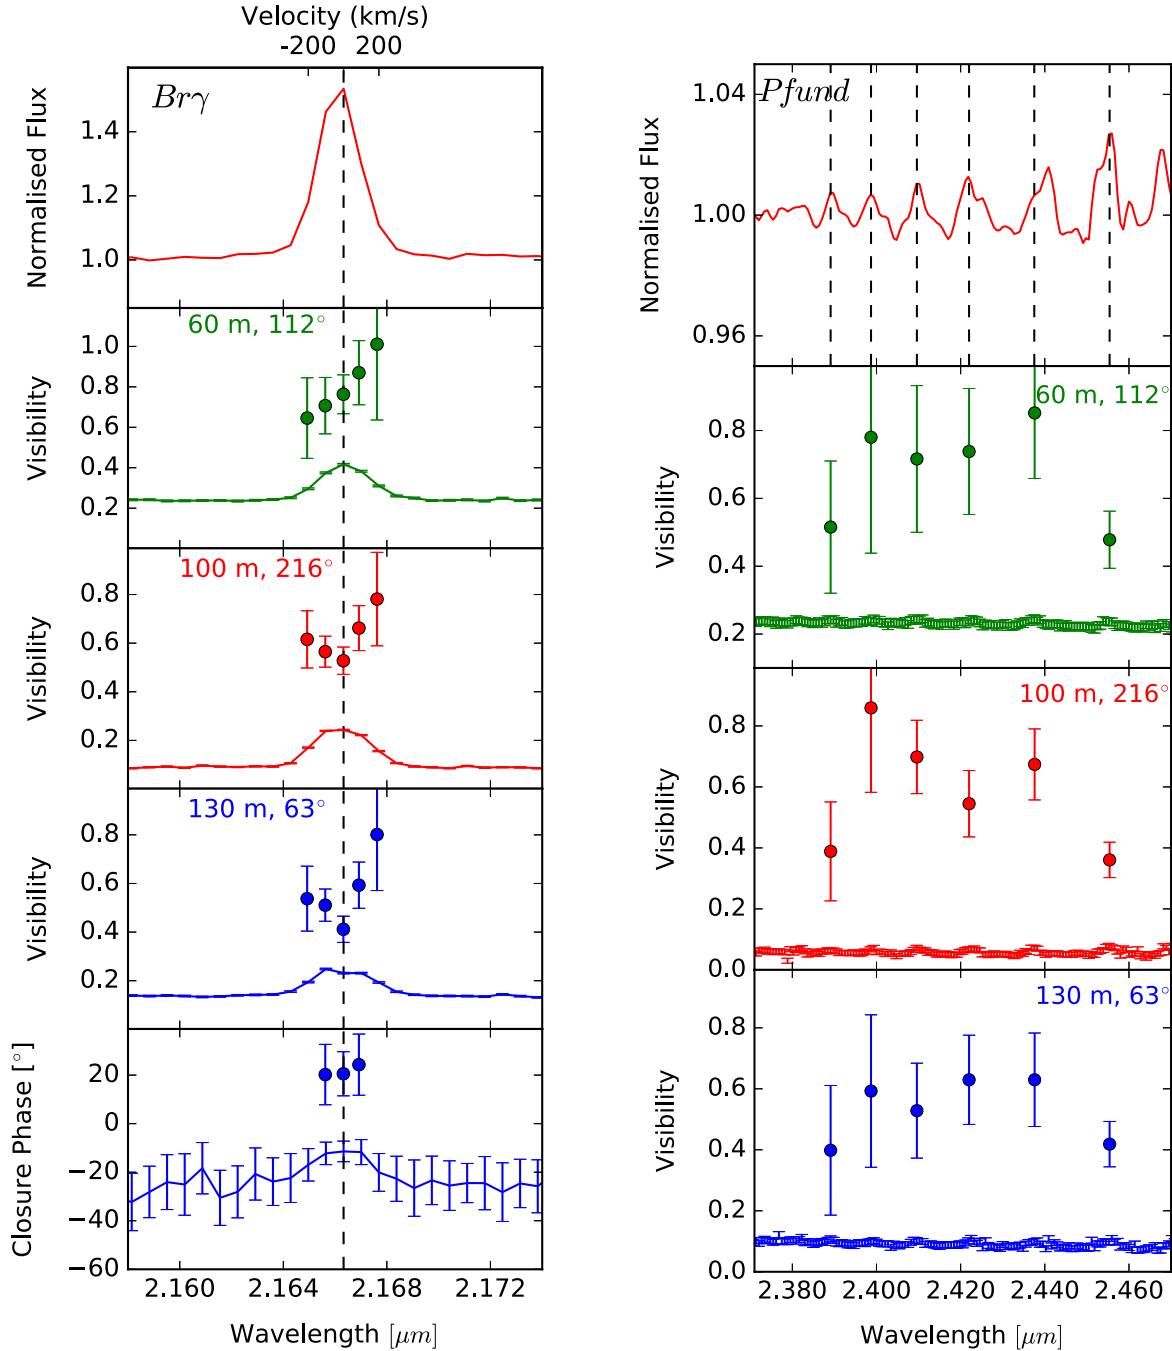 Velocity (km/s)
-200 200
Brγ
Normalised Flux
1.4
1.2
1.0
60 m, 112°
Visibility
1.0
0.8
0.6
0.4
0.2
100 m, 216°
Visibility
0.8
0.6
0.4
0.2
130 m, 63°
Visibility
0.8
0.6
0.4
0.2
Closure Phase [°]
20
0
−20
−40
−60
2.160 2.164 2.168 2.172
Wavelength [μm]
Pfund
Normalised Flux
1.04
1.00
0.96
60 m, 112°
Visibility
0.8
0.6
0.4
0.2
100 m, 216°
Visibility
0.8
0.6
0.4
0.2
0.0
130 m, 63°
Visibility
0.8
0.6
0.4
0.2
0.0
2.380 2.400 2.420 2.440 2.460
Wavelength [μm]